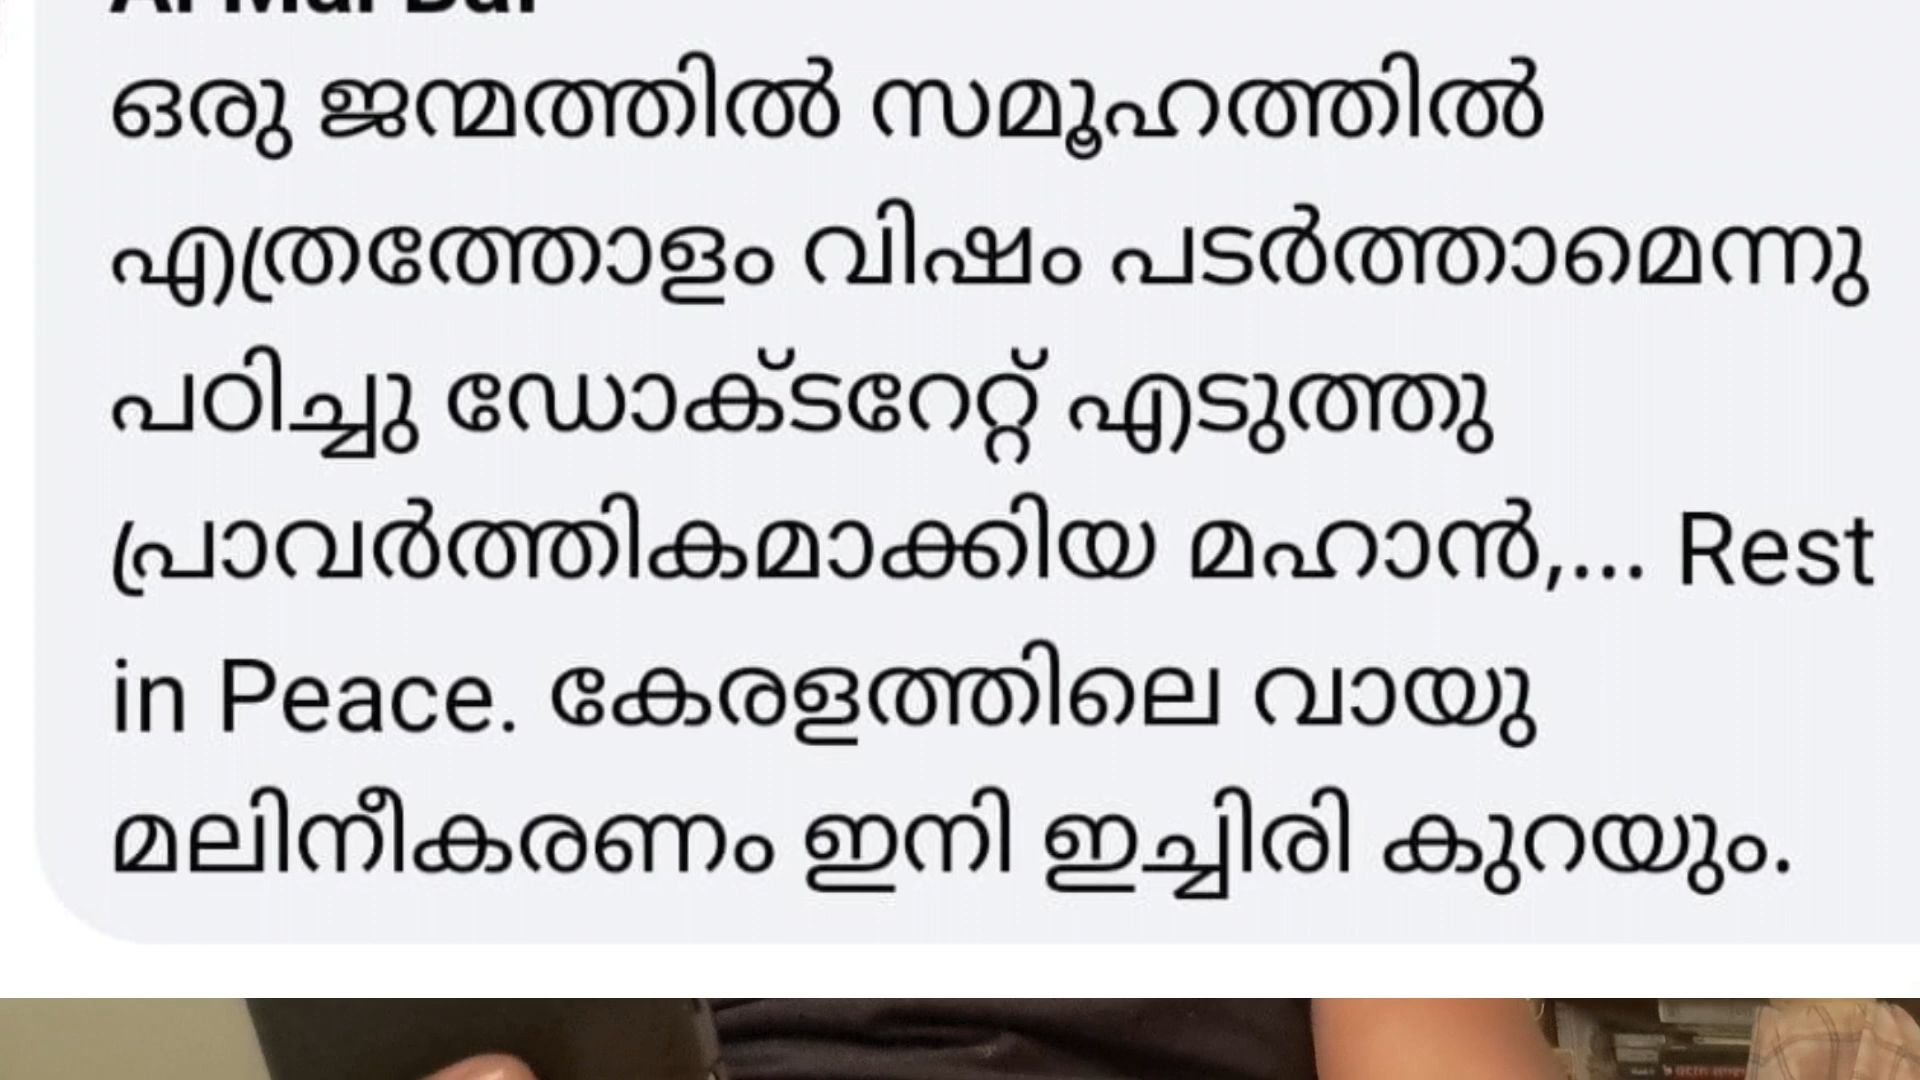 ഒരു ജന്മത്തിൽ സമൂഹത്തിൽ
എത്രത്തോളം വിഷം പടർത്താമെന്നു
പഠിച്ചു ഡോക്ടറേറ്റ് എടുത്തു
പ്രാവർത്തികമാക്കിയ മഹാൻ,... Rest
in Peace. കേരളത്തിലെ വായു
മലിനീകരണം ഇനി ഇച്ചിരി കുറയും.